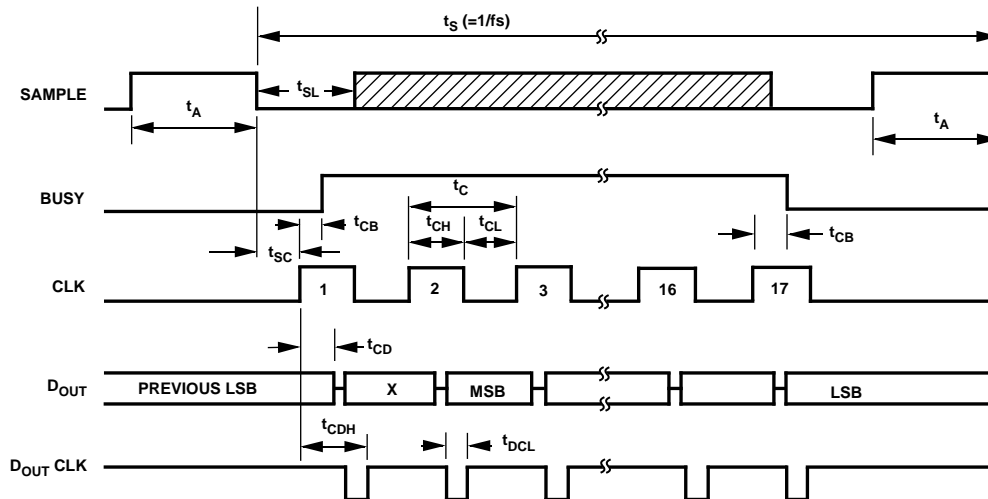 tS (=1/fs)
SAMPLE
tSL
tA
tA
BUSY
tC
tCB
tCH
tCL
tCB
tSC
CLK
1
2
3
16
17
tCD
DOUT
PREVIOUS LSB
X
MSB
LSB
tCDH
tDCL
DOUT CLK